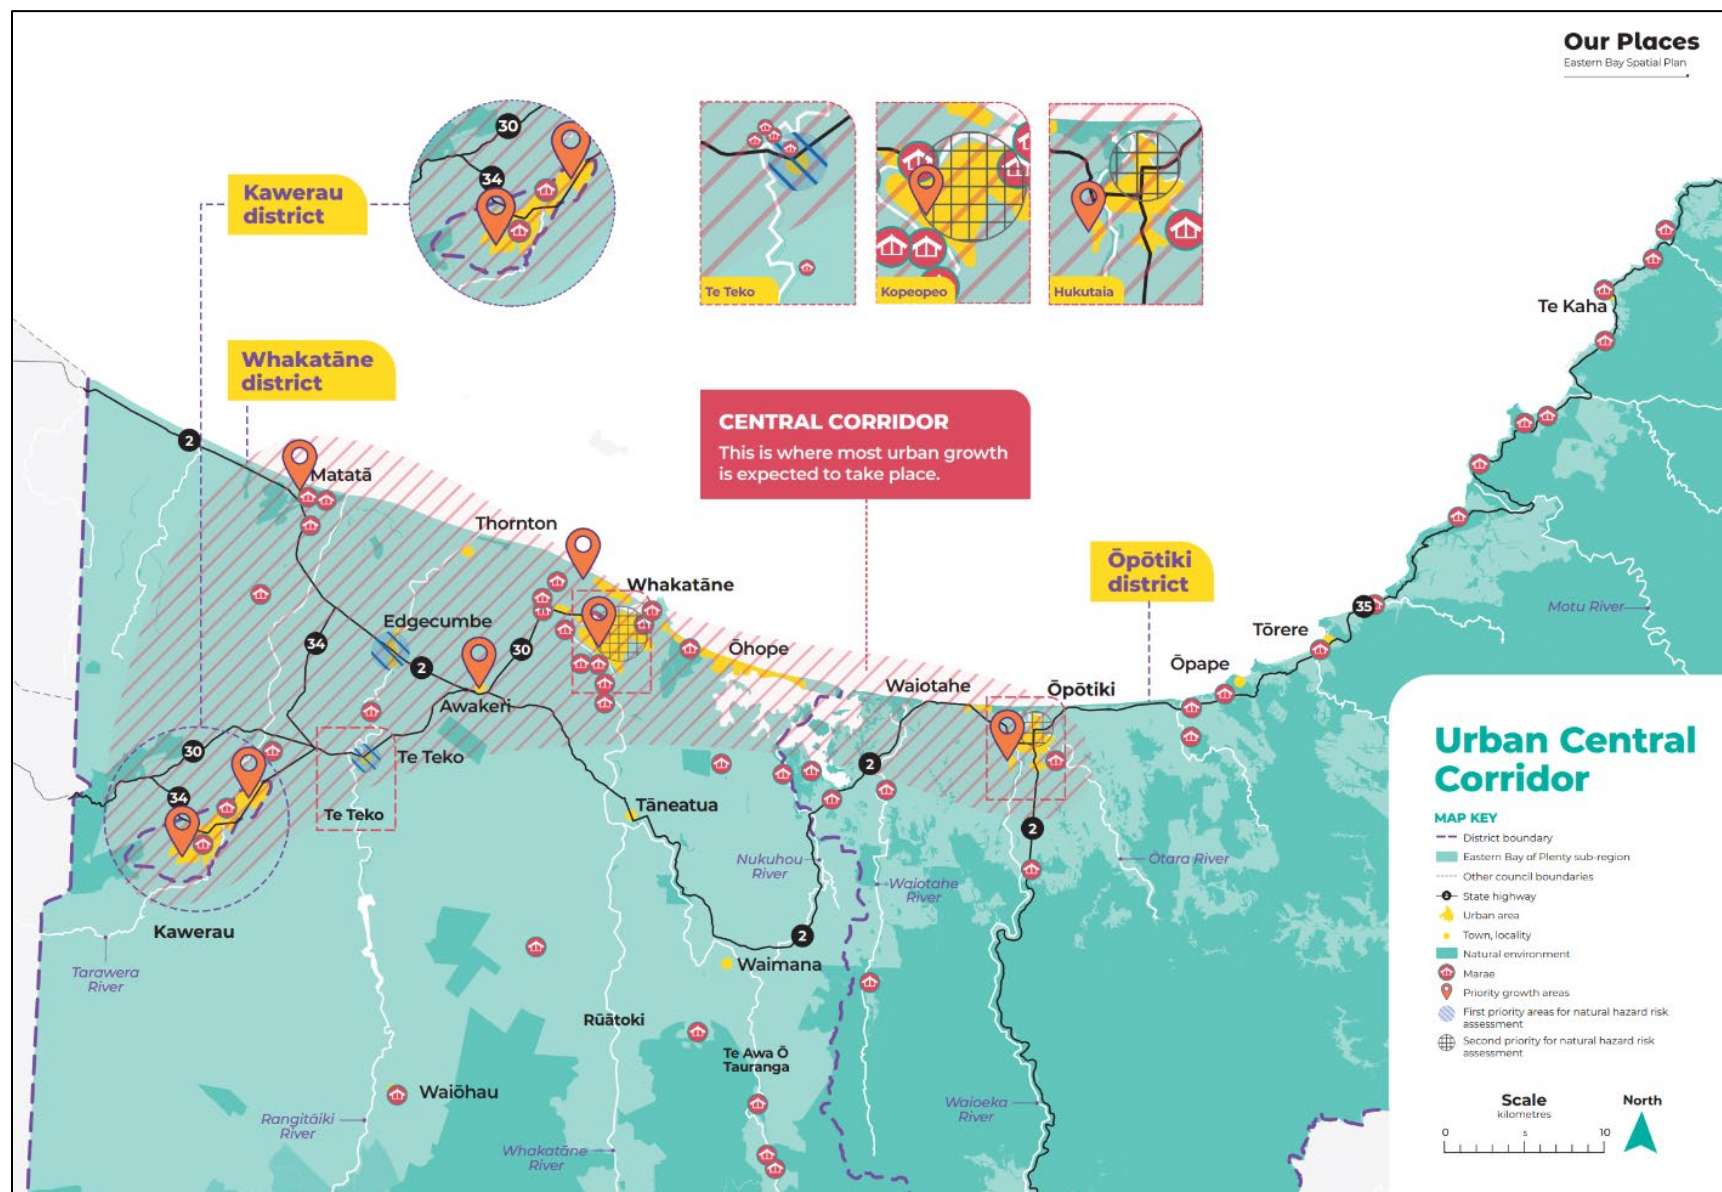 Our Places
Eastern Bay Spatial Plan
30
34
Kawerau
district
Te Teko
Kopeopeo
Hukutaia
Whakatāne
district
CENTRAL CORRIDOR
This is where most urban growth
is expected to take place.
Te Kaha
2
Matatā
Thornton
Whakatāne
Ōpōtiki
district
35
Motu River
Edgecumbe
34
2
30
Ōhope
Tōrere
Ōpape
Awakeri
Waiotahe
Ōpōtiki
30
Te Teko
2
34
Te Teko
Tāneatua
2
Nukuhou
River
Waiotahe
River
Ōtara River
Kawerau
2
Waimana
Tarawera
River
Rūātoki
Te Awa Ō
Tauranga
Waiōhau
Rangitāiki
River
Whakatāne
River
Waioeka
River
Urban Central
Corridor
MAP KEY
District boundary
Eastern Bay of Plenty sub-region
Other council boundaries
2 State highway
Urban area
Town, locality
Natural environment
Marae
Priority growth areas
First priority areas for natural hazard risk
assessment
Second priority for natural hazard risk
assessment
Scale
kilometres
0 5 10
North